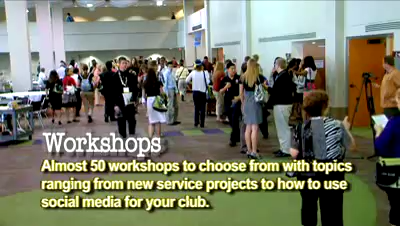 Workshops
Almost 50 workshops to choose from with topics
ranging from new service projects to how to use
social media for your club.